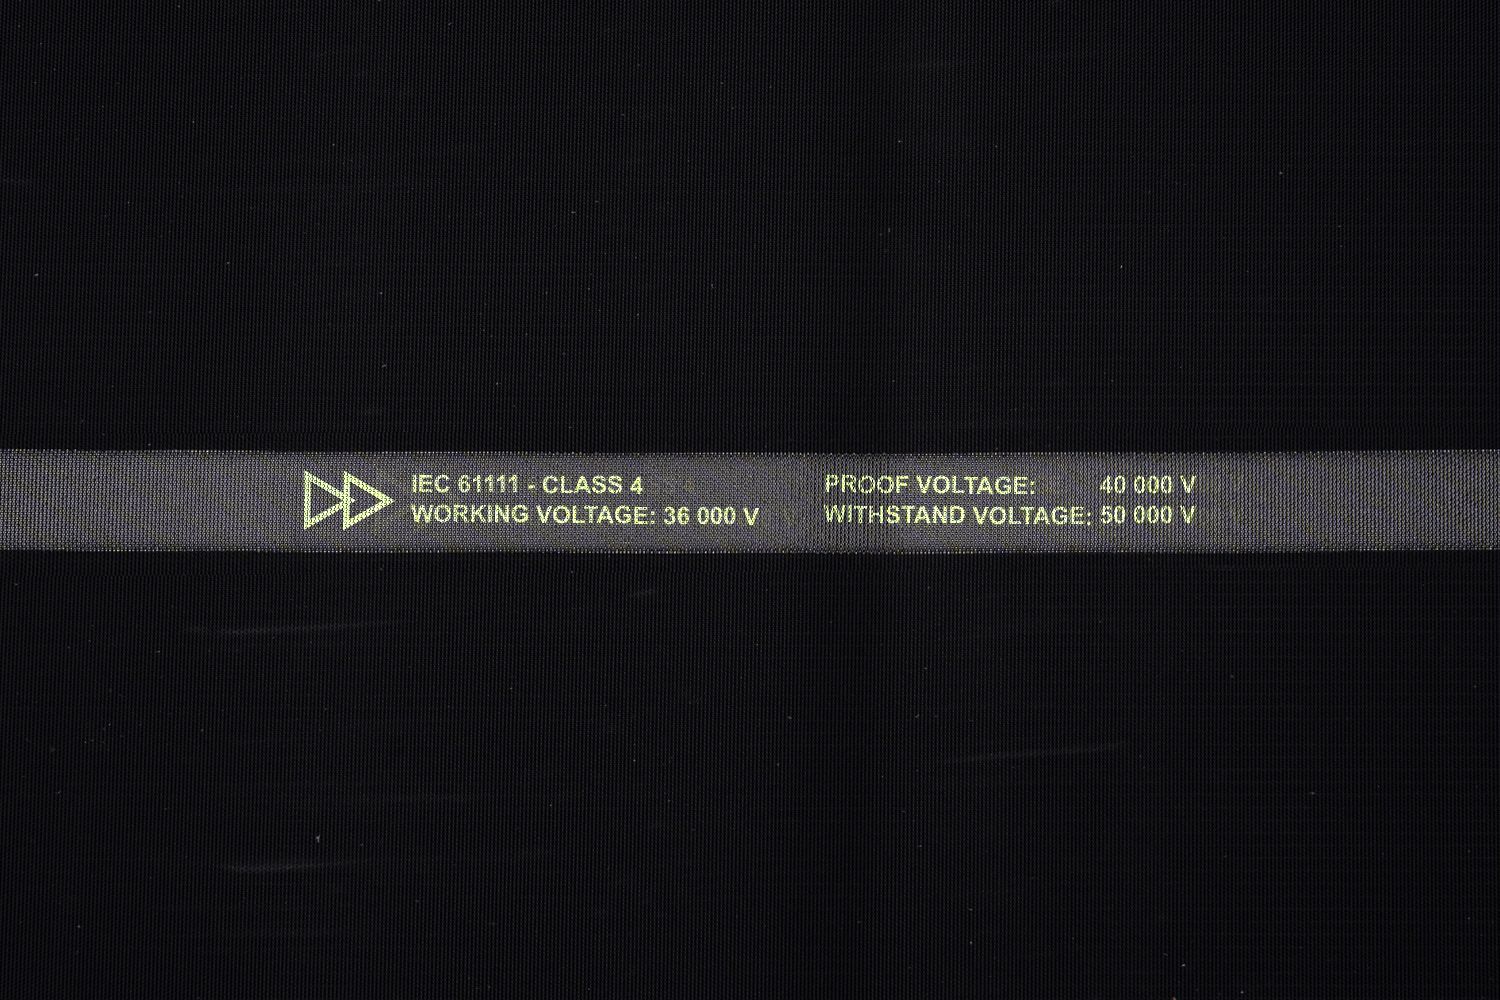 IEC 61111 - CLASS 4
WORKING VOLTAGE: 36 000 V
PROOF VOLTAGE: 40 000 V
WITHSTAND VOLTAGE: 50 000 V